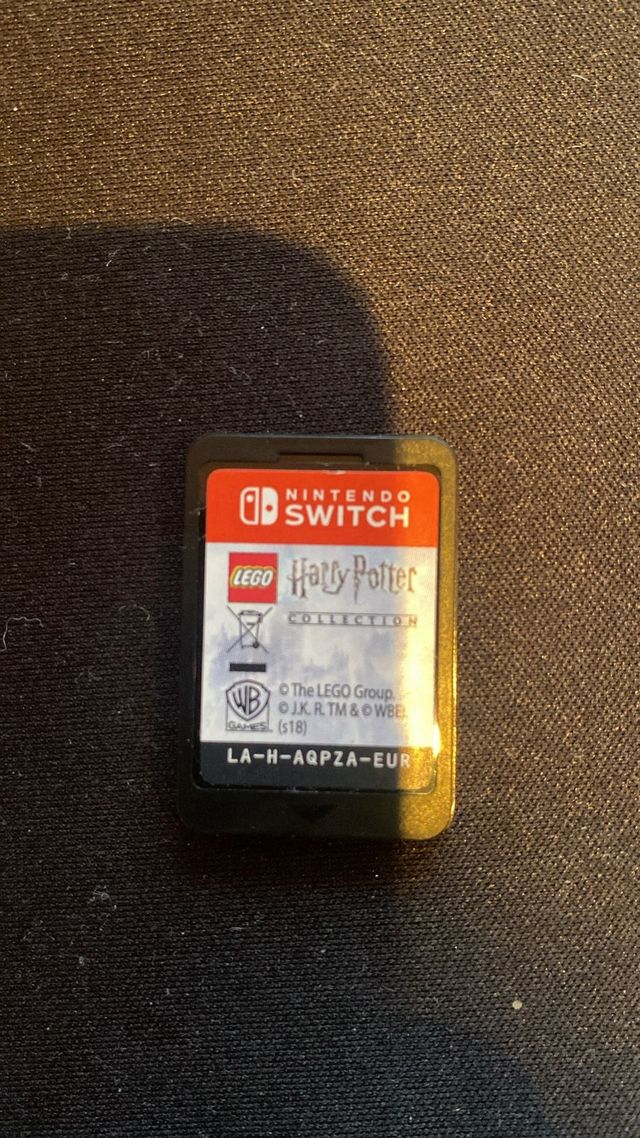 NINTENDO
SWITCH
LEGO
Harry Potter
COLLECTION
WB
GAMES
© The LEGO Group.
© J.K. R. TM & © WBEI.
(s18)
LA-H-AQPZA-EUR